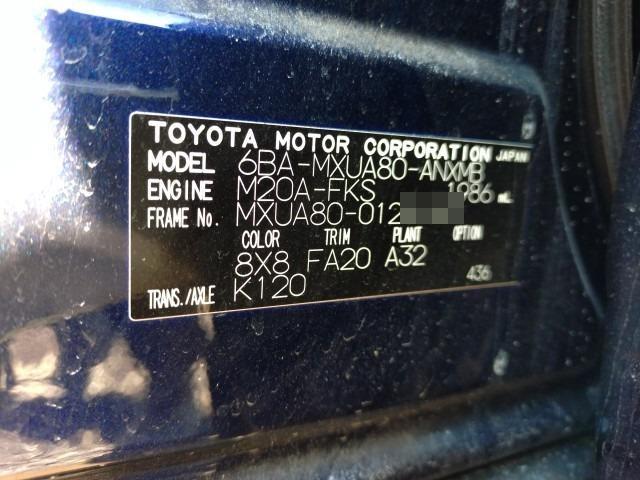 TOYOTA MOTOR CORPORATION JAPAN
MODEL 6BA-MXUA80-ANXMB
ENGINE M20A-FKS 1986 mL
FRAME No. MXUA80-012
COLOR TRIM PLANT OPTION
8X8 FA20 A32 436
TRANS./AXLE K120